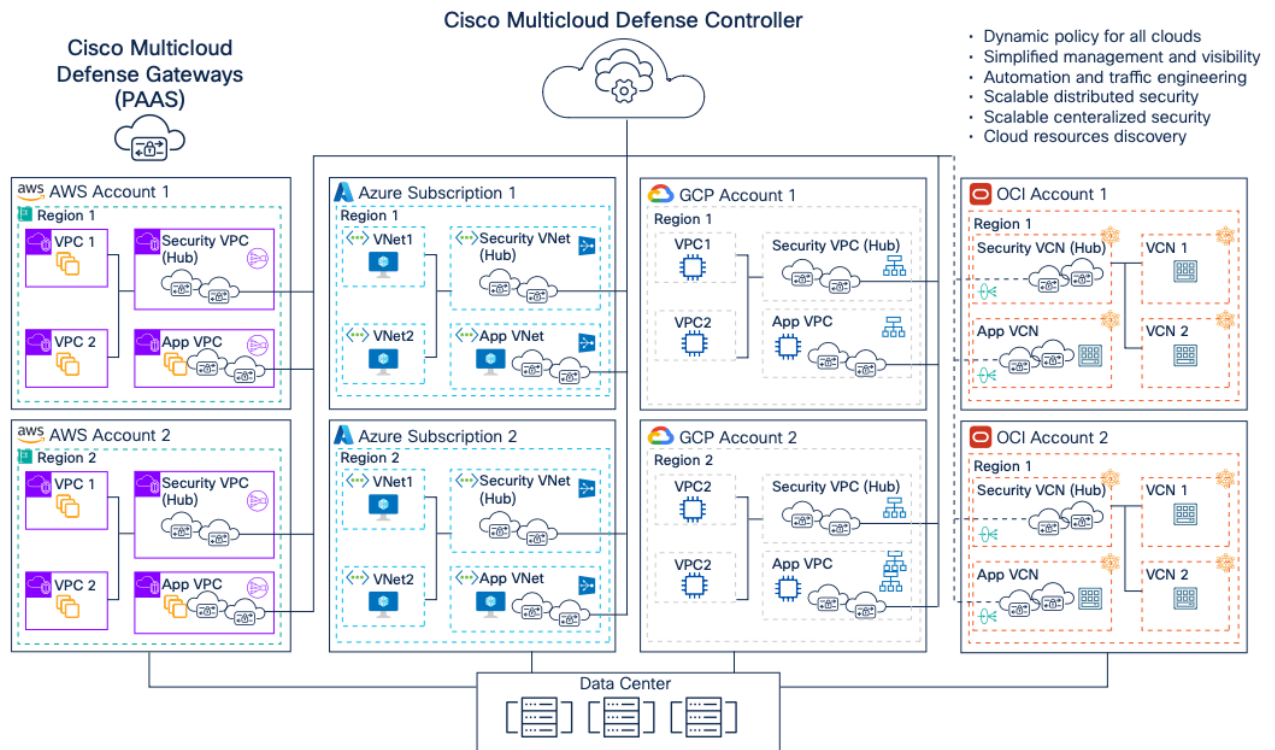 Cisco Multicloud Defense Controller
Cisco Multicloud
Defense Gateways
(PAAS)
· Dynamic policy for all clouds
· Simplified management and visibility
· Automation and traffic engineering
· Scalable distributed security
· Scalable centeralized security
· Cloud resources discovery
aws AWS Account 1
Region 1
VPC 1
Security VPC
(Hub)
VPC 2
App VPC
Azure Subscription 1
Region 1
VNet1
Security VNet
(Hub)
VNet2
App VNet
GCP Account 1
Region 1
VPC1
Security VPC (Hub)
VPC2
App VPC
OCI Account 1
Region 1
Security VCN (Hub)
VCN 1
App VCN
VCN 2
aws AWS Account 2
Region 2
VPC 1
Security VPC
(Hub)
VPC 2
App VPC
Azure Subscription 2
Region 2
VNet1
Security VNet
(Hub)
VNet2
App VNet
GCP Account 2
Region 2
VPC2
Security VPC (Hub)
VPC2
App VPC
OCI Account 2
Region 1
Security VCN (Hub)
VCN 1
App VCN
VCN 2
Data Center